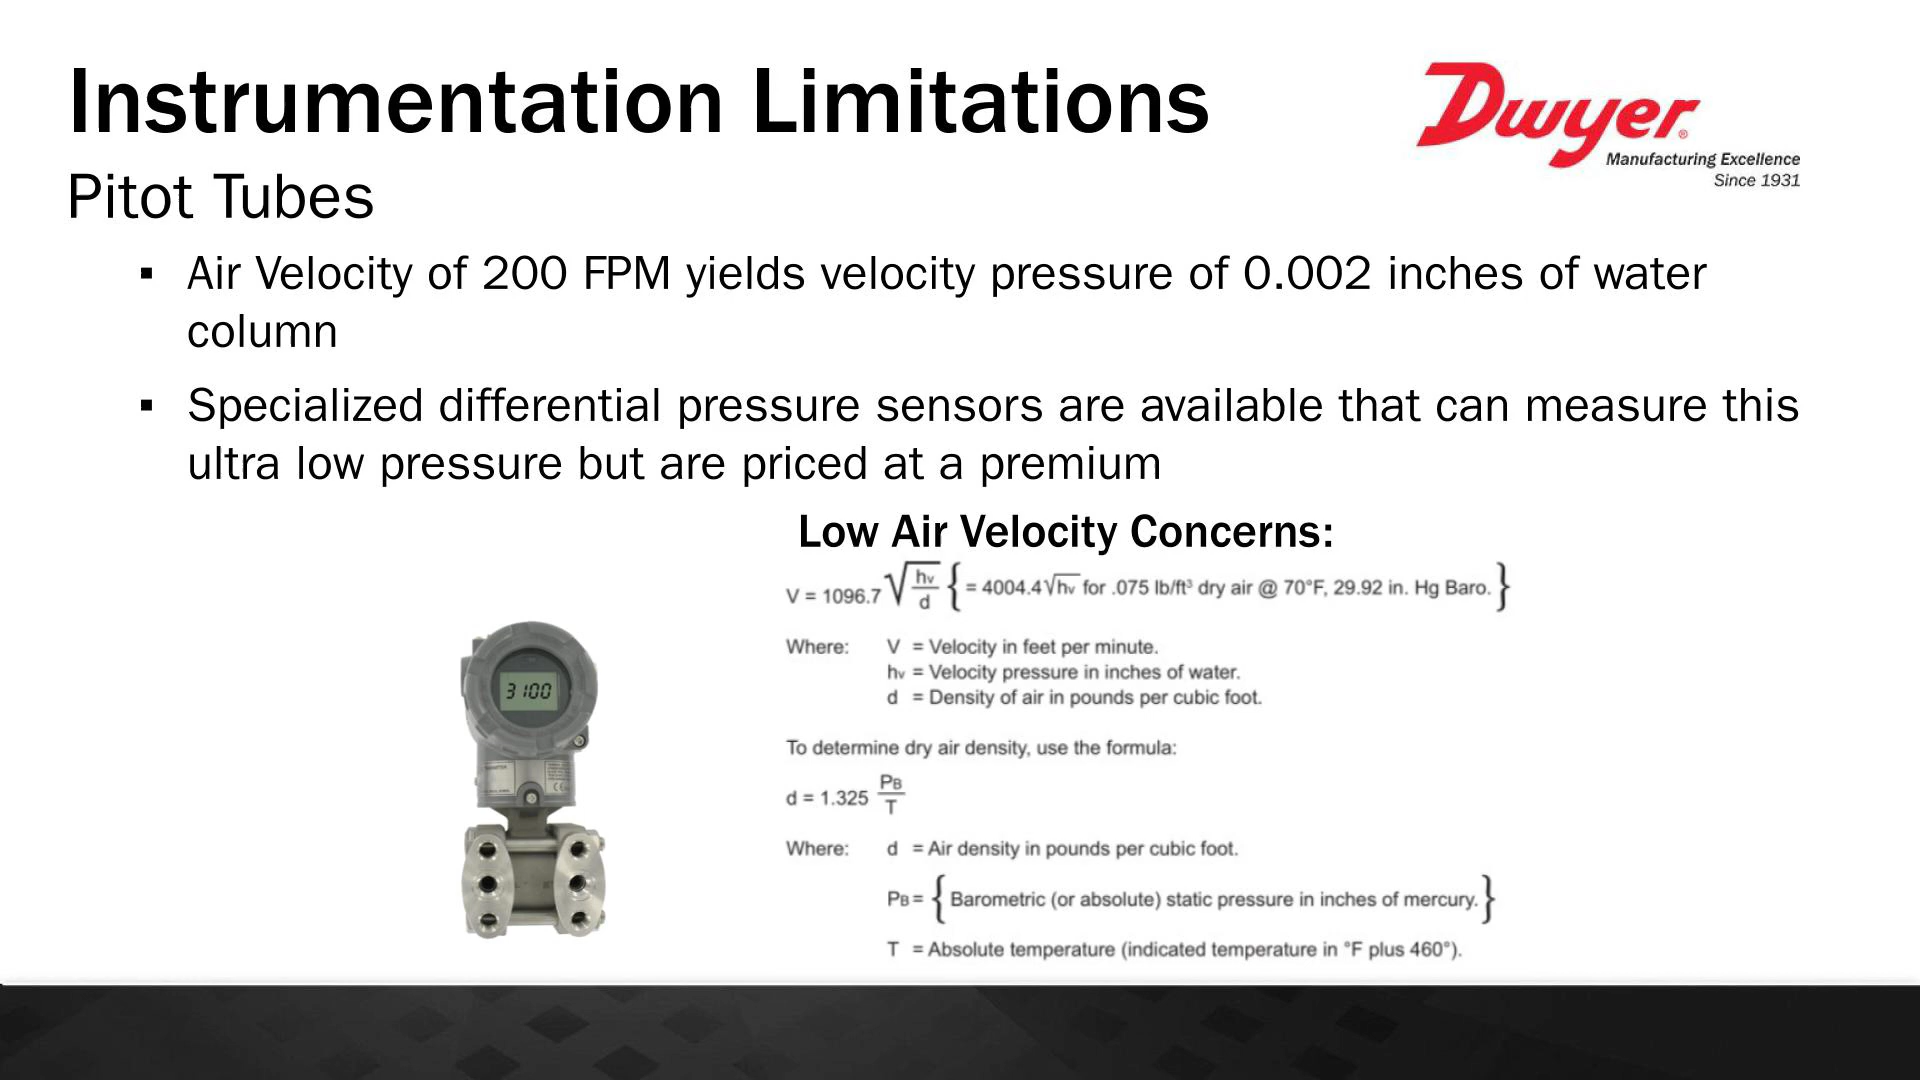 Instrumentation Limitations
Dwyer®
Manufacturing Excellence
Since 1931
Pitot Tubes
▪ Air Velocity of 200 FPM yields velocity pressure of 0.002 inches of water
column
▪ Specialized differential pressure sensors are available that can measure this
ultra low pressure but are priced at a premium
Low Air Velocity Concerns:
V = 1096.7 √(hv/d) { = 4004.4√hv for .075 lb/ft³ dry air @ 70°F, 29.92 in. Hg Baro. }
Where: V = Velocity in feet per minute.
hv = Velocity pressure in inches of water.
d = Density of air in pounds per cubic foot.
To determine dry air density, use the formula:
d = 1.325 PB/T
Where: d = Air density in pounds per cubic foot.
PB = { Barometric (or absolute) static pressure in inches of mercury. }
T = Absolute temperature (indicated temperature in °F plus 460°).
3100